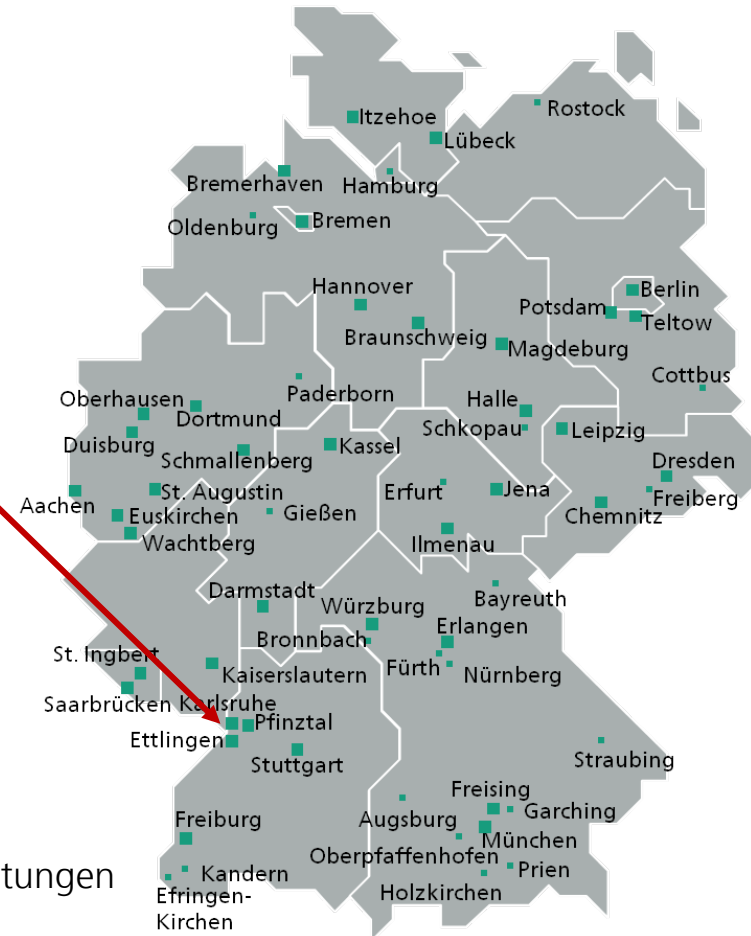 Rostock
Itzehoe
Lübeck
Bremerhaven
Hamburg
Oldenburg
Bremen
Hannover
Berlin
Potsdam
Teltow
Braunschweig
Magdeburg
Cottbus
Paderborn
Oberhausen
Dortmund
Halle
Schkopau
Leipzig
Duisburg
Kassel
Schmallenberg
Dresden
Aachen
St. Augustin
Erfurt
Jena
Freiberg
Euskirchen
Gießen
Chemnitz
Wachtberg
Ilmenau
Darmstadt
Würzburg
Bayreuth
Bronnbach
Erlangen
St. Ingbert
Kaiserslautern
Fürth
Nürnberg
Saarbrücken
Karlsruhe
Pfinztal
Ettlingen
Stuttgart
Straubing
Freising
Freiburg
Augsburg
Garching
München
Oberpfaffenhofen
Prien
tungen
Kandern
Holzkirchen
Efringen-
Kirchen